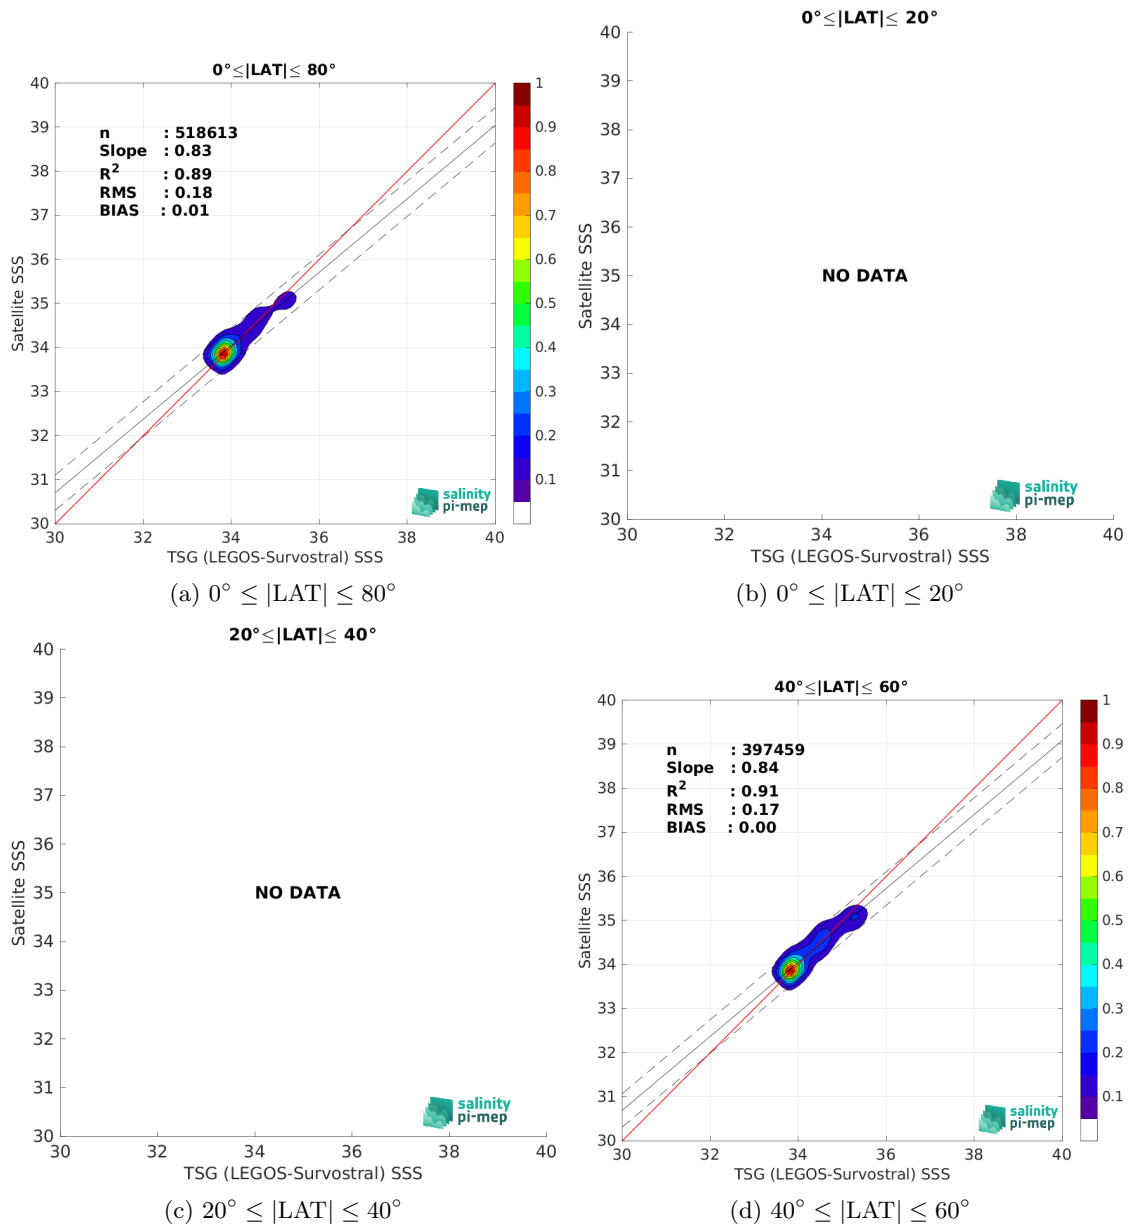 0°≤|LAT|≤ 80°
40
39
38
37
36
35
34
33
32
31
30
Satellite SSS
n : 518613
Slope : 0.83
R² : 0.89
RMS : 0.18
BIAS : 0.01
1
0.9
0.8
0.7
0.6
0.5
0.4
0.3
0.2
0.1
salinity
pi-mep
30 32 34 36 38 40
TSG (LEGOS-Survostral) SSS
(a) 0° ≤ |LAT| ≤ 80°
0°≤|LAT|≤ 20°
40
39
38
37
36
35
34
33
32
31
30
Satellite SSS
NO DATA
salinity
pi-mep
30 32 34 36 38 40
TSG (LEGOS-Survostral) SSS
(b) 0° ≤ |LAT| ≤ 20°
20°≤|LAT|≤ 40°
40
39
38
37
36
35
34
33
32
31
30
Satellite SSS
NO DATA
salinity
pi-mep
30 32 34 36 38 40
TSG (LEGOS-Survostral) SSS
(c) 20° ≤ |LAT| ≤ 40°
40°≤|LAT|≤ 60°
40
39
38
37
36
35
34
33
32
31
30
Satellite SSS
n : 397459
Slope : 0.84
R² : 0.91
RMS : 0.17
BIAS : 0.00
1
0.9
0.8
0.7
0.6
0.5
0.4
0.3
0.2
0.1
salinity
pi-mep
30 32 34 36 38 40
TSG (LEGOS-Survostral) SSS
(d) 40° ≤ |LAT| ≤ 60°